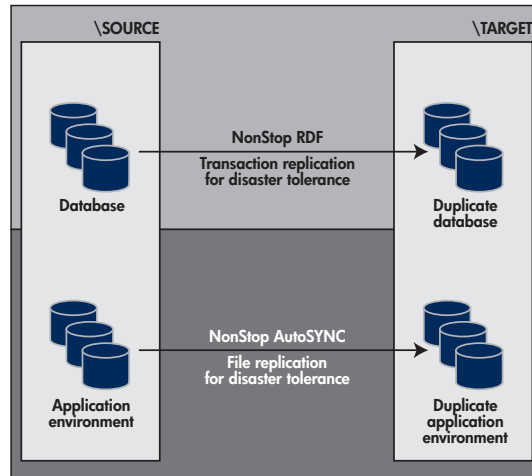 \SOURCE
\TARGET
NonStop RDF
Transaction replication
for disaster tolerance
Database
Duplicate
database
NonStop AutoSYNC
File replication
for disaster tolerance
Application
environment
Duplicate
application
environment